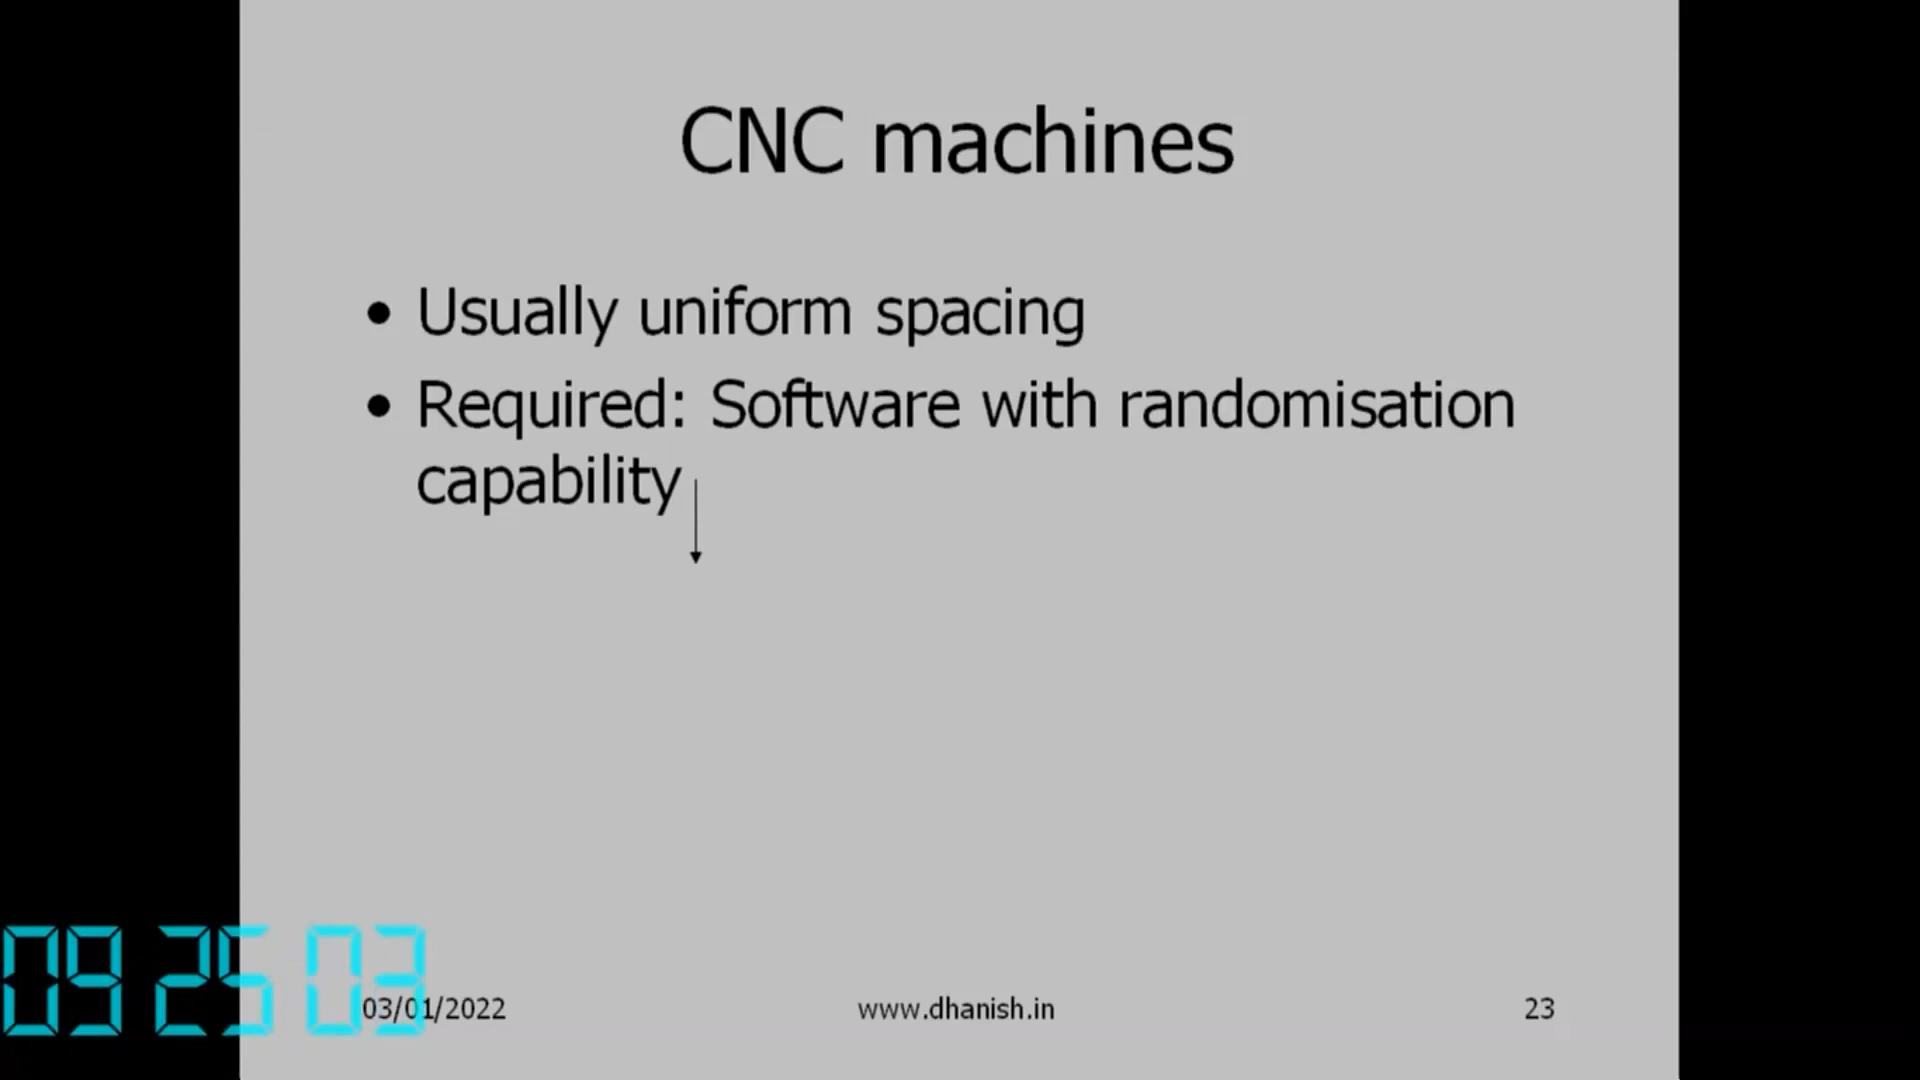 CNC machines
• Usually uniform spacing
• Required: Software with randomisation
capability
09 25 03
03/01/2022
www.dhanish.in
23